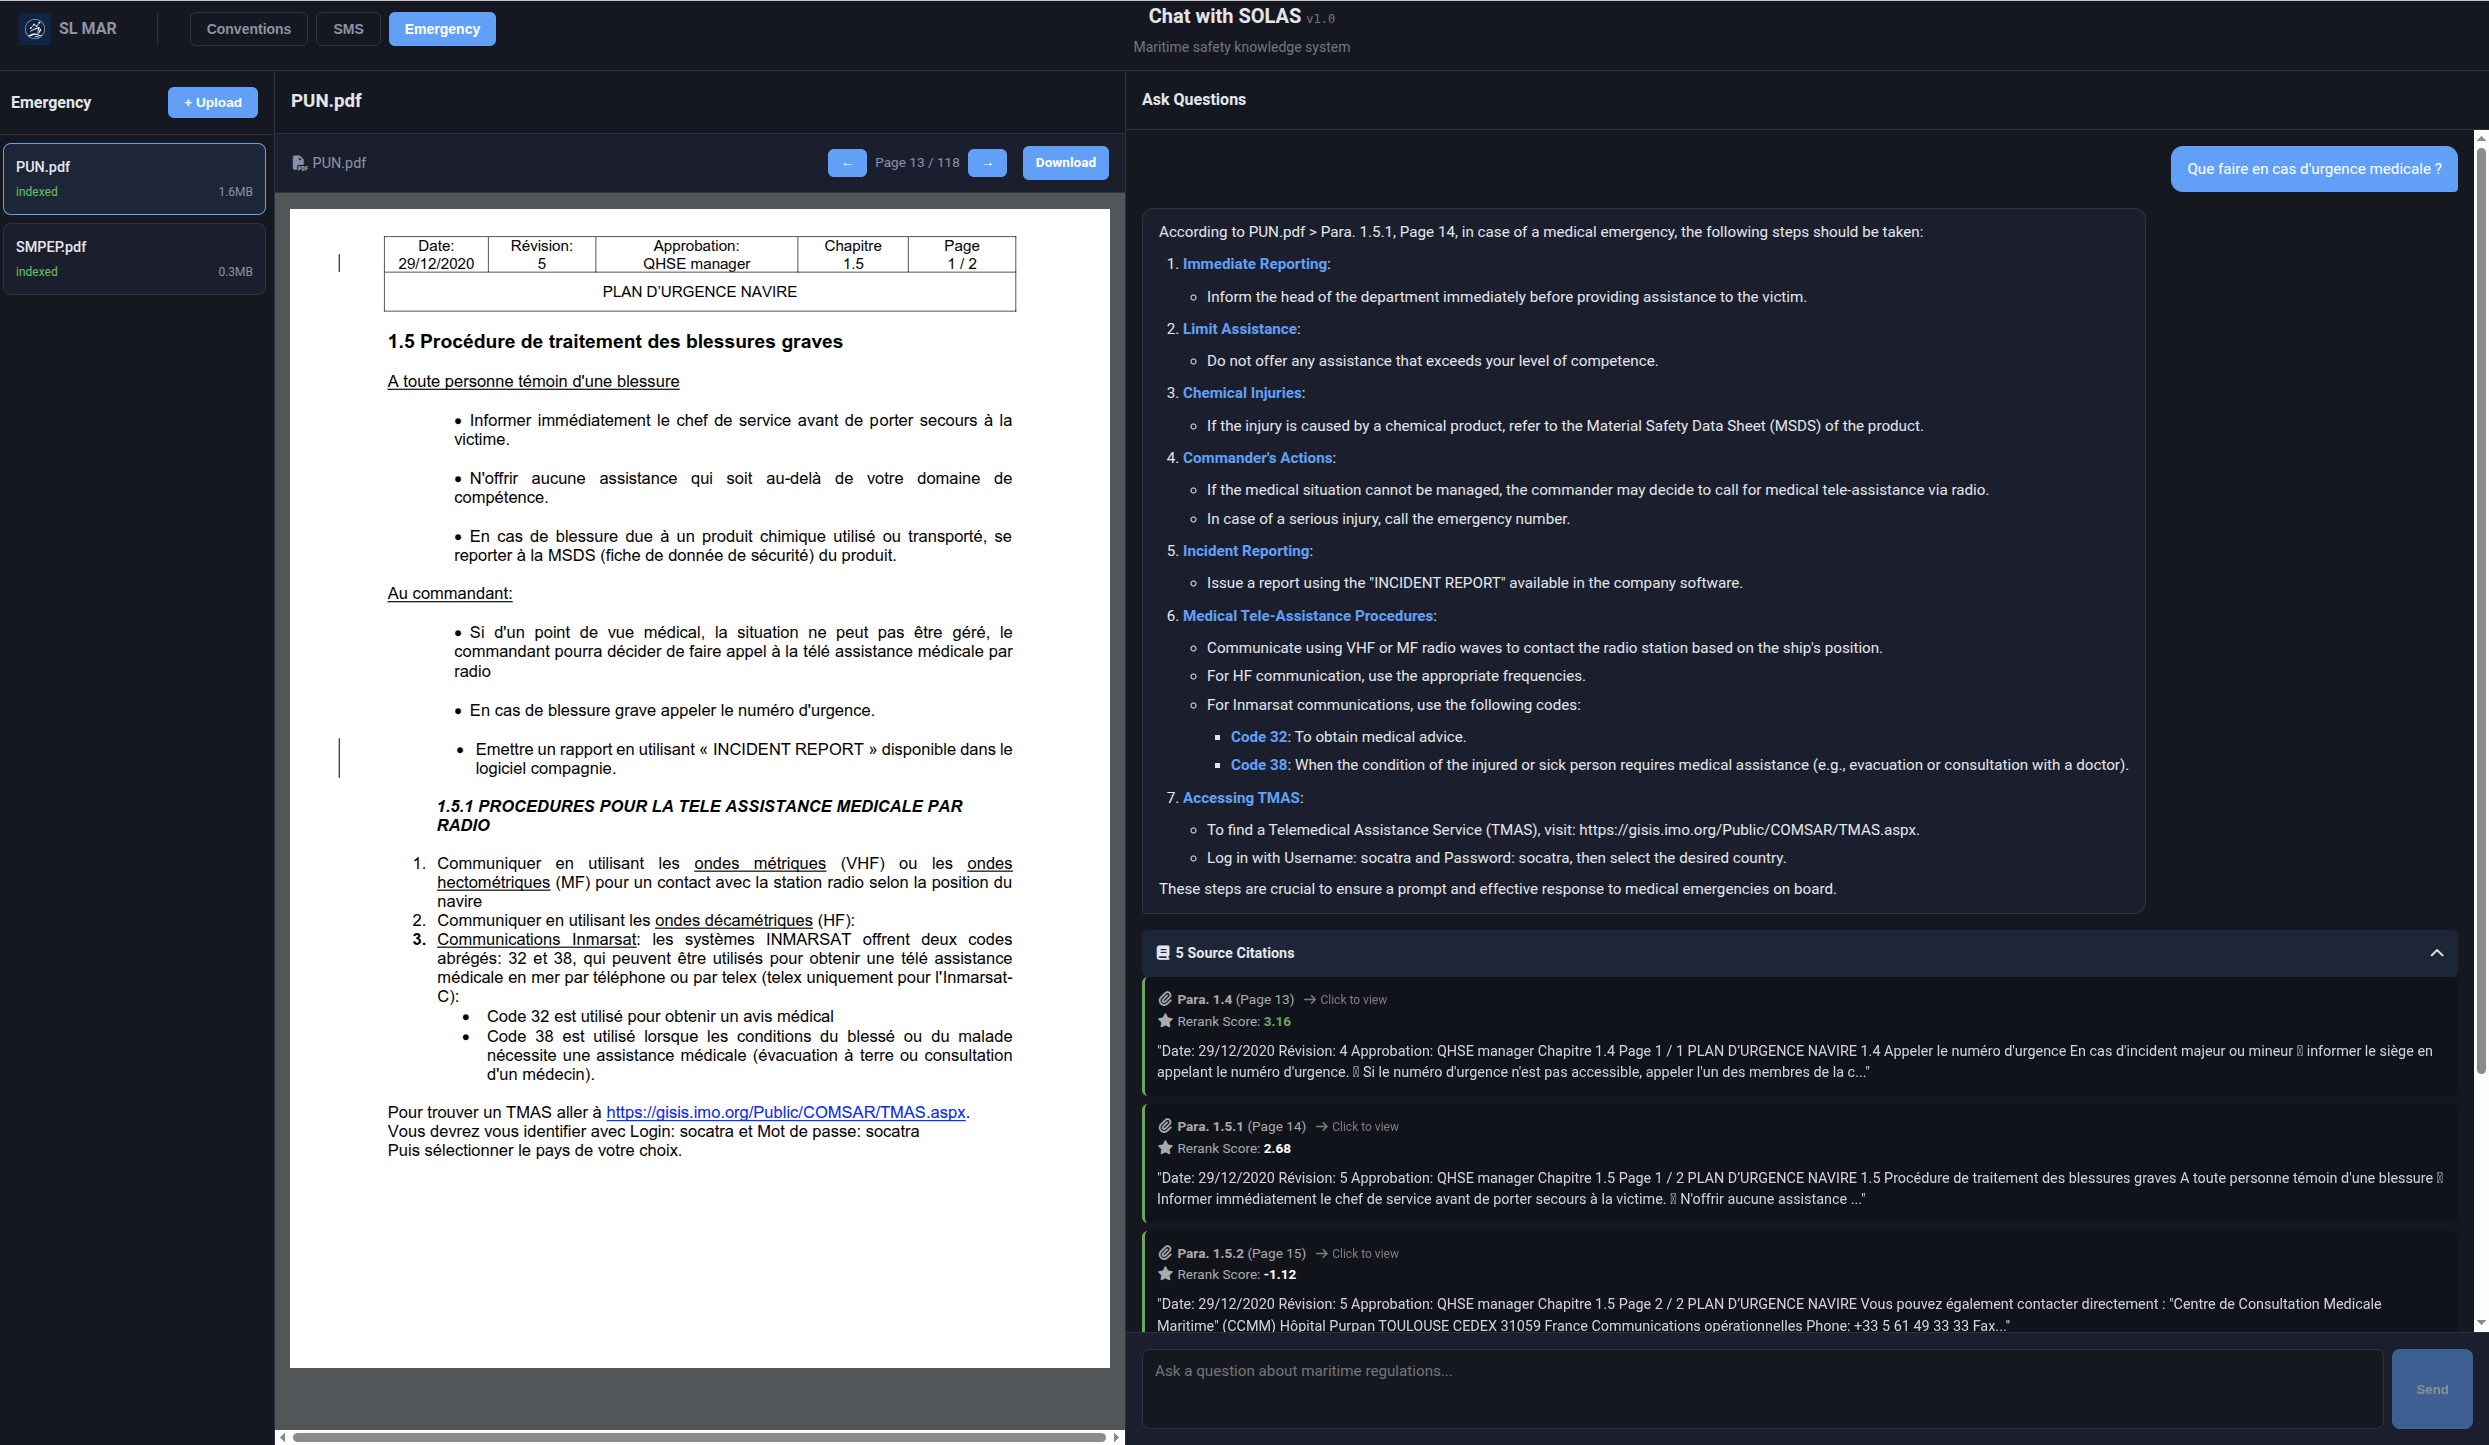 SL MAR
Conventions
SMS
Emergency
Chat with SOLAS v1.0
Maritime safety knowledge system
Emergency
+ Upload
PUN.pdf
indexed
1.6MB
SMPEP.pdf
indexed
0.3MB
PUN.pdf
PUN.pdf
←
Page 13 / 118
→
Download
Date:
29/12/2020
Révision:
5
Approbation:
QHSE manager
Chapitre
1.5
Page
1 / 2
PLAN D'URGENCE NAVIRE
1.5 Procédure de traitement des blessures graves
A toute personne témoin d'une blessure
• Informer immédiatement le chef de service avant de porter secours à la
victime.
• N'offrir aucune assistance qui soit au-delà de votre domaine de
compétence.
• En cas de blessure due à un produit chimique utilisé ou transporté, se
reporter à la MSDS (fiche de donnée de sécurité) du produit.
Au commandant:
• Si d'un point de vue médical, la situation ne peut pas être géré, le
commandant pourra décider de faire appel à la télé assistance médicale par
radio
• En cas de blessure grave appeler le numéro d'urgence.
• Emettre un rapport en utilisant « INCIDENT REPORT » disponible dans le
logiciel compagnie.
1.5.1 PROCEDURES POUR LA TELE ASSISTANCE MEDICALE PAR
RADIO
1. Communiquer en utilisant les ondes métriques (VHF) ou les ondes
hectométriques (MF) pour un contact avec la station radio selon la position du
navire
2. Communiquer en utilisant les ondes décamétriques (HF):
3. Communications Inmarsat: les systèmes INMARSAT offrent deux codes
abrégés: 32 et 38, qui peuvent être utilisés pour obtenir une télé assistance
médicale en mer par téléphone ou par telex (telex uniquement pour l'Inmarsat-
C):
• Code 32 est utilisé pour obtenir un avis médical
• Code 38 est utilisé lorsque les conditions du blessé ou du malade
nécessite une assistance médicale (évacuation à terre ou consultation
d'un médecin).
Pour trouver un TMAS aller à https://gisis.imo.org/Public/COMSAR/TMAS.aspx.
Vous devrez vous identifier avec Login: socatra et Mot de passe: socatra
Puis sélectionner le pays de votre choix.
Ask Questions
Que faire en cas d'urgence medicale ?
According to PUN.pdf > Para. 1.5.1, Page 14, in case of a medical emergency, the following steps should be taken:
1. Immediate Reporting:
Inform the head of the department immediately before providing assistance to the victim.
2. Limit Assistance:
Do not offer any assistance that exceeds your level of competence.
3. Chemical Injuries:
If the injury is caused by a chemical product, refer to the Material Safety Data Sheet (MSDS) of the product.
4. Commander's Actions:
If the medical situation cannot be managed, the commander may decide to call for medical tele-assistance via radio.
In case of a serious injury, call the emergency number.
5. Incident Reporting:
Issue a report using the "INCIDENT REPORT" available in the company software.
6. Medical Tele-Assistance Procedures:
Communicate using VHF or MF radio waves to contact the radio station based on the ship's position.
For HF communication, use the appropriate frequencies.
For Inmarsat communications, use the following codes:
Code 32: To obtain medical advice.
Code 38: When the condition of the injured or sick person requires medical assistance (e.g., evacuation or consultation with a doctor).
7. Accessing TMAS:
To find a Telemedical Assistance Service (TMAS), visit: https://gisis.imo.org/Public/COMSAR/TMAS.aspx.
Log in with Username: socatra and Password: socatra, then select the desired country.
These steps are crucial to ensure a prompt and effective response to medical emergencies on board.
5 Source Citations
Para. 1.4 (Page 13) → Click to view
Rerank Score: 3.16
"Date: 29/12/2020 Révision: 4 Approbation: QHSE manager Chapitre 1.4 Page 1 / 1 PLAN D'URGENCE NAVIRE 1.4 Appeler le numéro d'urgence En cas d'incident majeur ou mineur informer le siège en
appelant le numéro d'urgence. Si le numéro d'urgence n'est pas accessible, appeler l'un des membres de la c..."
Para. 1.5.1 (Page 14) → Click to view
Rerank Score: 2.68
"Date: 29/12/2020 Révision: 5 Approbation: QHSE manager Chapitre 1.5 Page 1 / 2 PLAN D'URGENCE NAVIRE 1.5 Procédure de traitement des blessures graves A toute personne témoin d'une blessure
Informer immédiatement le chef de service avant de porter secours à la victime. N'offrir aucune assistance ..."
Para. 1.5.2 (Page 15) → Click to view
Rerank Score: -1.12
"Date: 29/12/2020 Révision: 5 Approbation: QHSE manager Chapitre 1.5 Page 2 / 2 PLAN D'URGENCE NAVIRE Vous pouvez également contacter directement : "Centre de Consultation Medicale
Maritime" (CCMM) Hôpital Purpan TOULOUSE CEDEX 31059 France Communications opérationnelles Phone: +33 5 61 49 33 33 Fax..."
Ask a question about maritime regulations...
Send